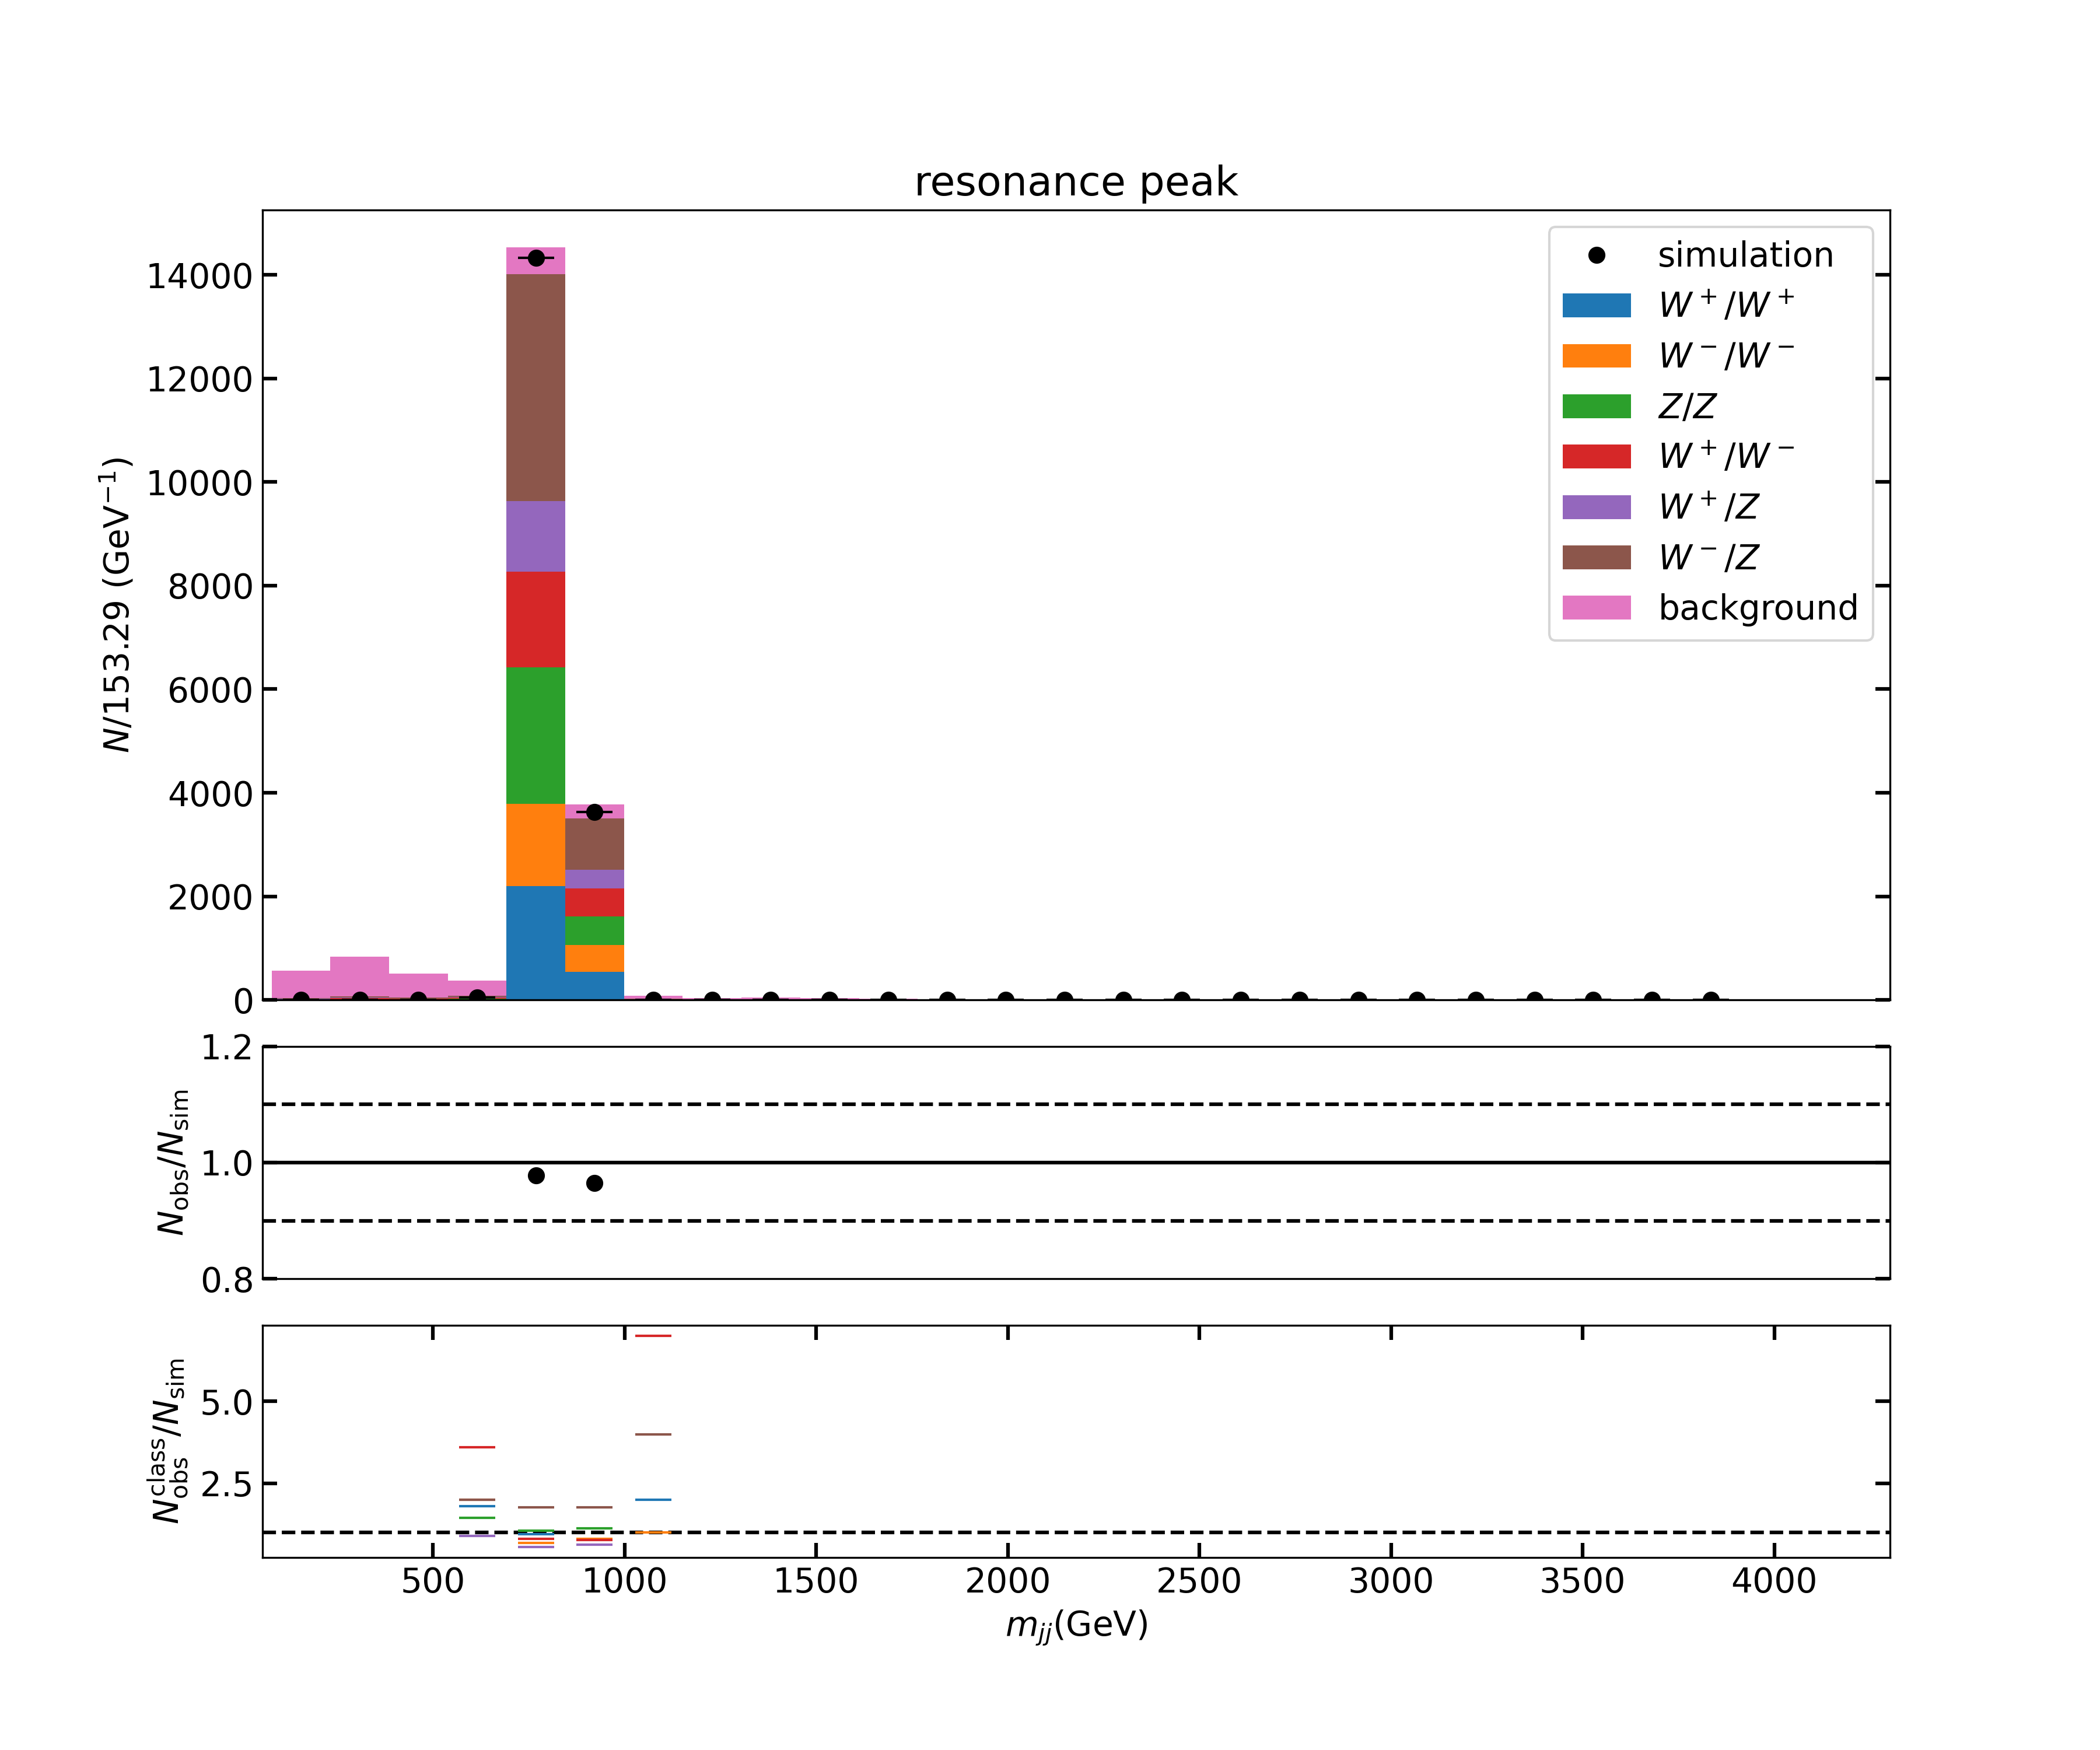 resonance peak
N/153.29 (GeV⁻¹)
14000
12000
10000
8000
6000
4000
2000
0
simulation
W⁺/W⁺
W⁻/W⁻
Z/Z
W⁺/W⁻
W⁺/Z
W⁻/Z
background
N_obs/N_sim
1.2
1.0
0.8
N_obs^class/N_sim
5.0
2.5
500 1000 1500 2000 2500 3000 3500 4000
m_jj(GeV)